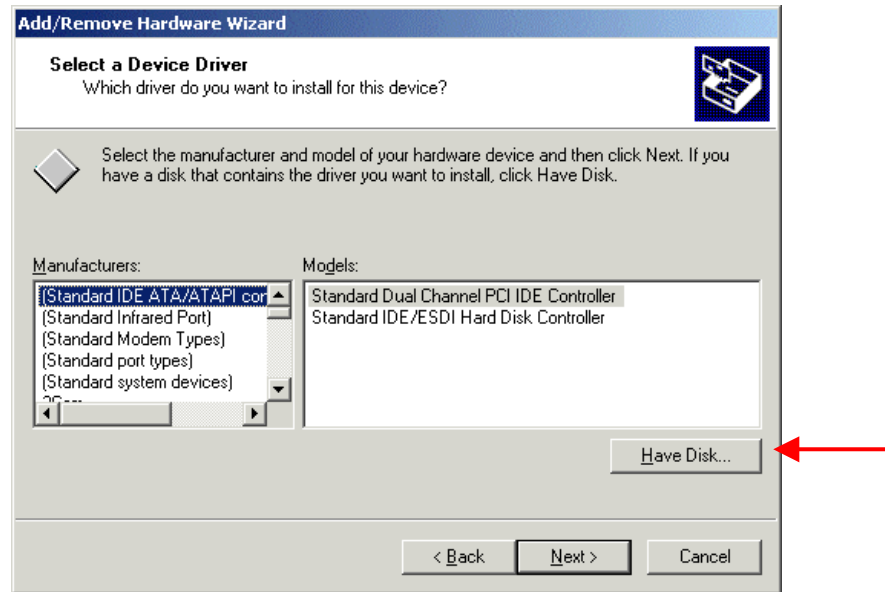 Add/Remove Hardware Wizard
Select a Device Driver
Which driver do you want to install for this device?
Select the manufacturer and model of your hardware device and then click Next. If you
have a disk that contains the driver you want to install, click Have Disk.
Manufacturers:
(Standard IDE ATA/ATAPI con
(Standard Infrared Port)
(Standard Modem Types)
(Standard port types)
(Standard system devices)
Models:
Standard Dual Channel PCI IDE Controller
Standard IDE/ESDI Hard Disk Controller
Have Disk...
< Back
Next >
Cancel